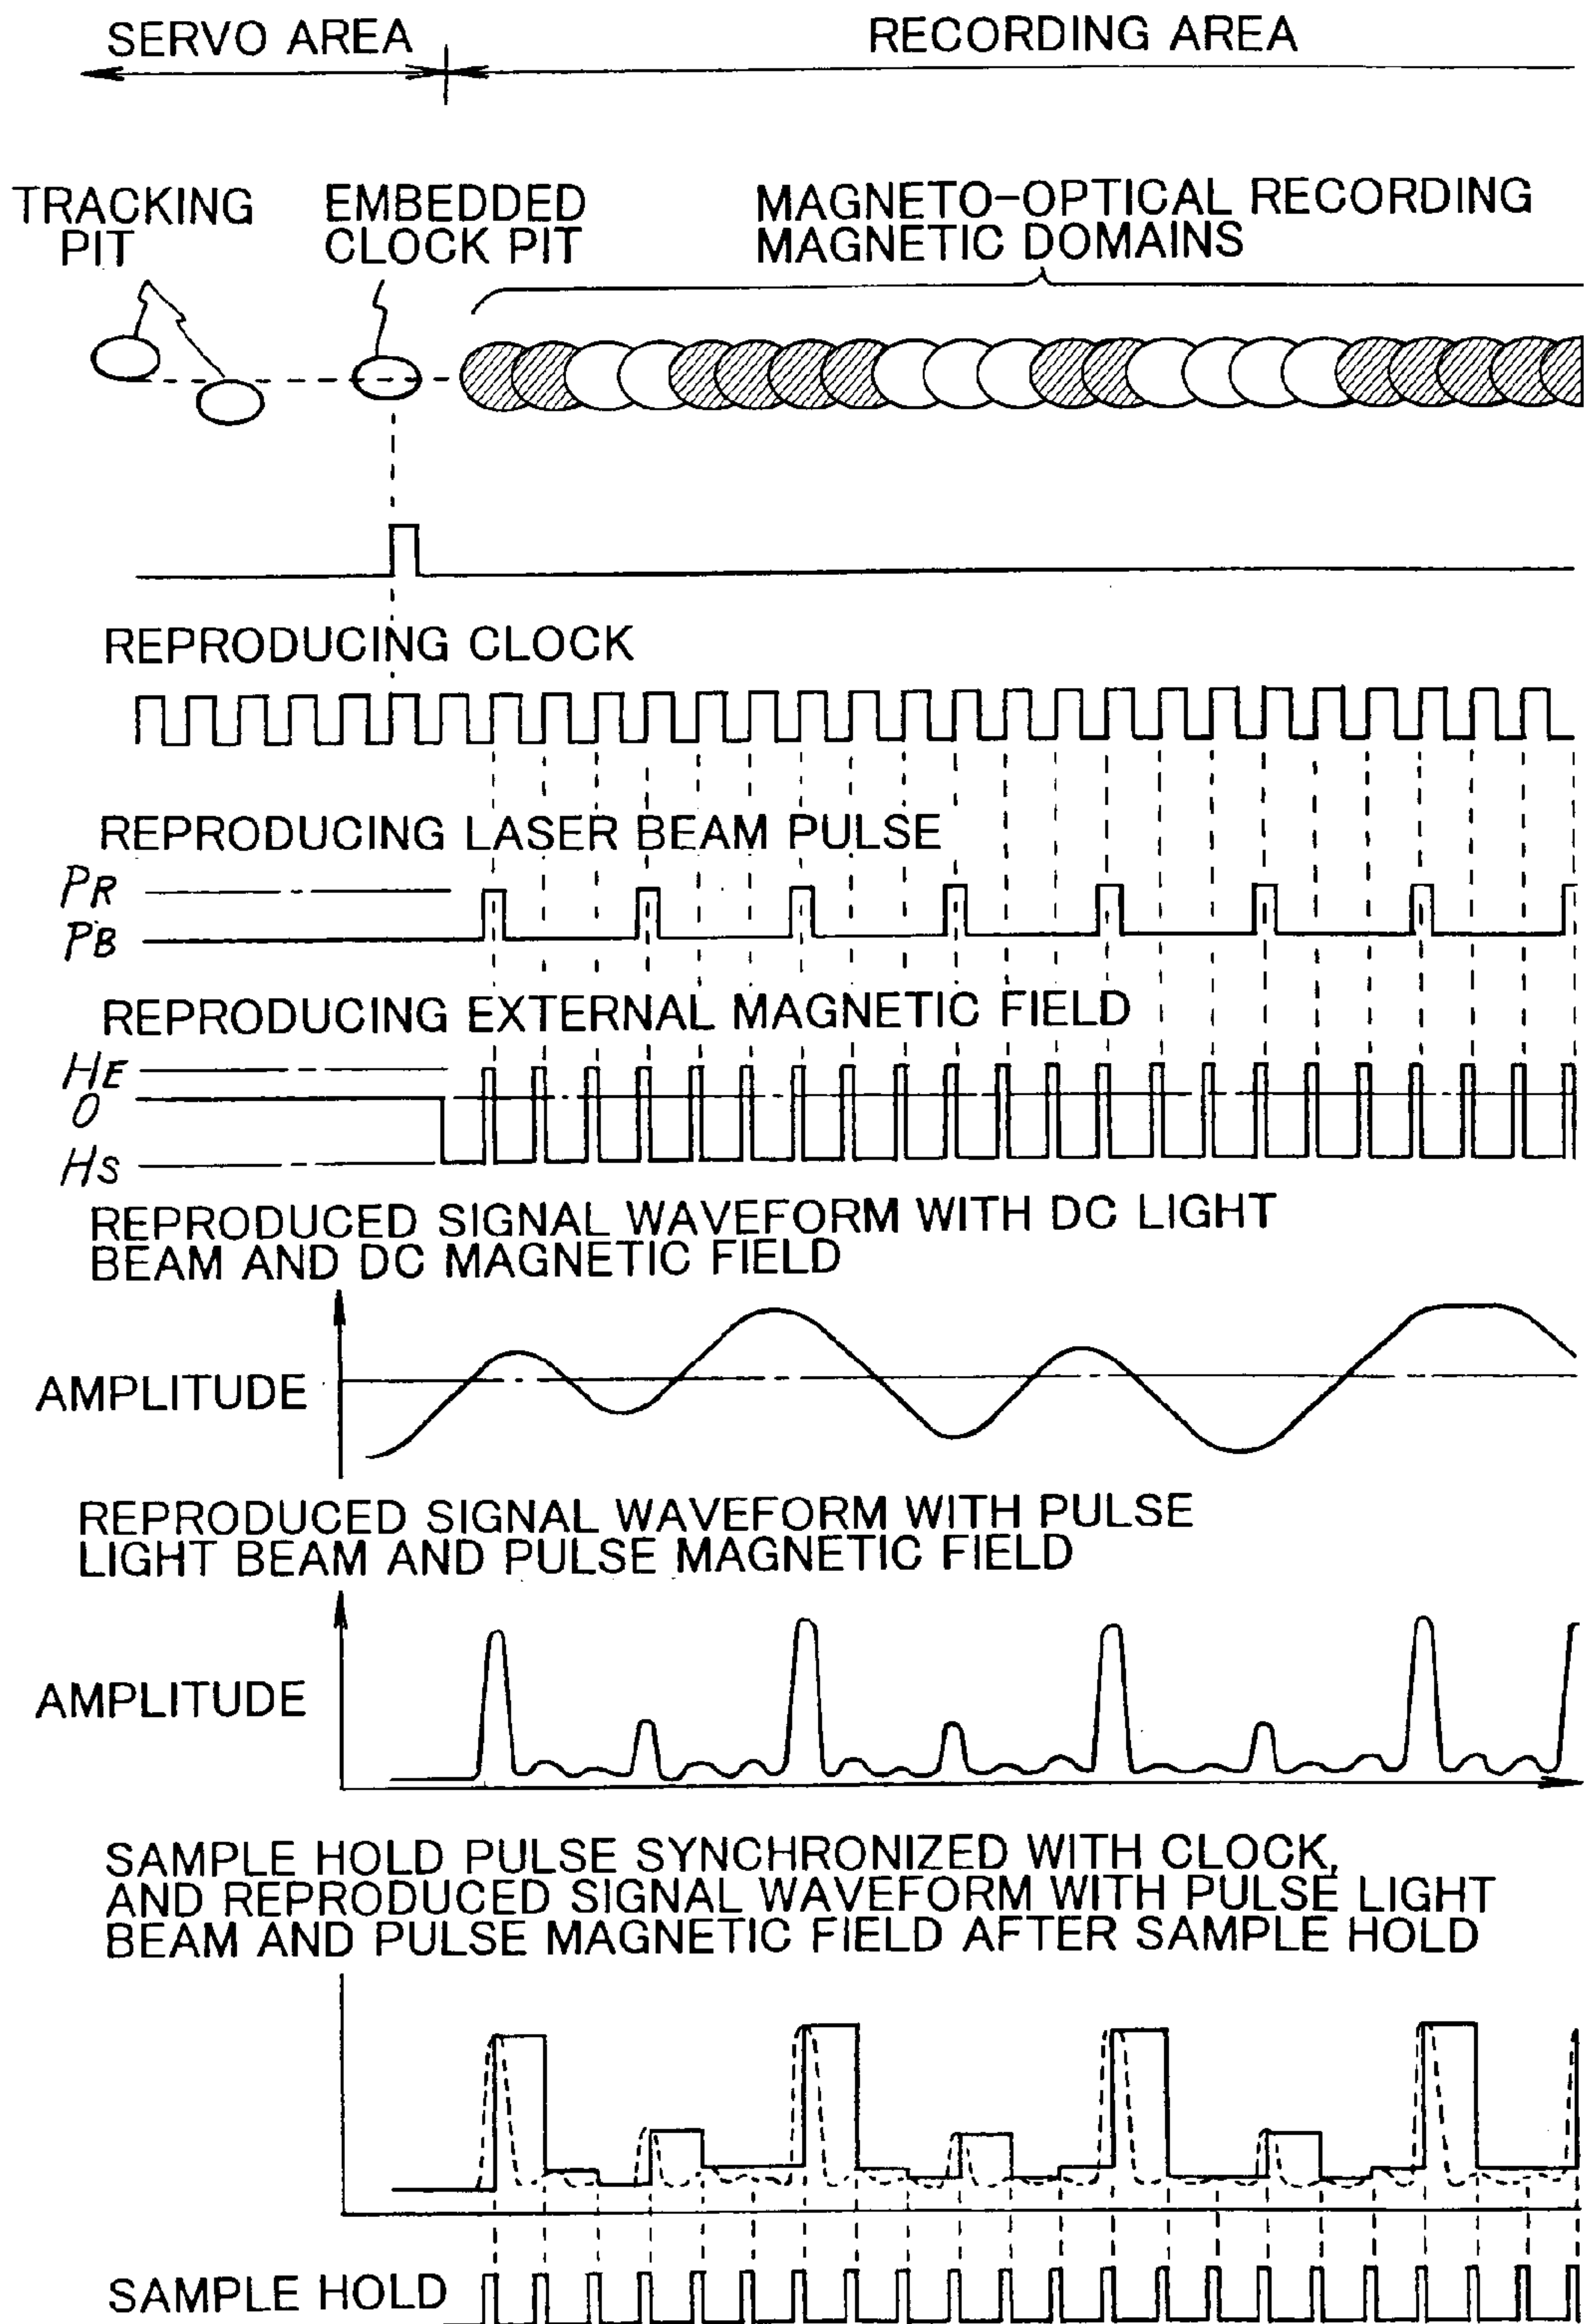 SERVO AREA
RECORDING AREA
TRACKING
PIT
EMBEDDED
CLOCK PIT
MAGNETO-OPTICAL RECORDING
MAGNETIC DOMAINS
REPRODUCING CLOCK
REPRODUCING LASER BEAM PULSE
PR
PB
REPRODUCING EXTERNAL MAGNETIC FIELD
HE
0
HS
REPRODUCED SIGNAL WAVEFORM WITH DC LIGHT
BEAM AND DC MAGNETIC FIELD
AMPLITUDE
REPRODUCED SIGNAL WAVEFORM WITH PULSE
LIGHT BEAM AND PULSE MAGNETIC FIELD
AMPLITUDE
SAMPLE HOLD PULSE SYNCHRONIZED WITH CLOCK,
AND REPRODUCED SIGNAL WAVEFORM WITH PULSE LIGHT
BEAM AND PULSE MAGNETIC FIELD AFTER SAMPLE HOLD
SAMPLE HOLD